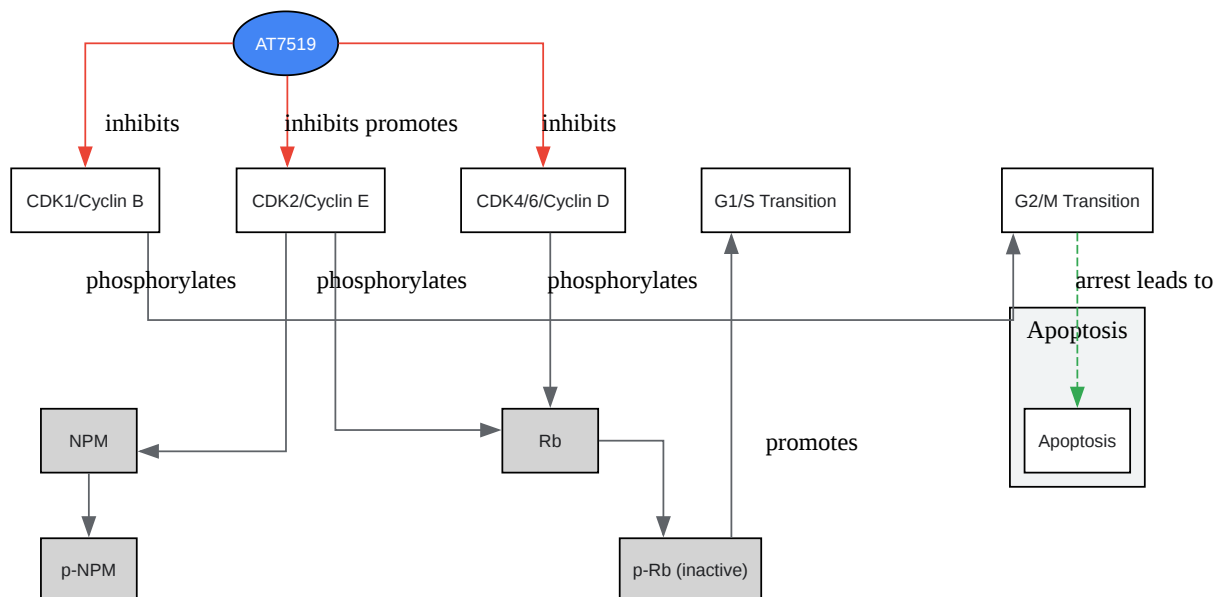 AT7519
inhibits
inhibits promotes
inhibits
CDK1/Cyclin B
CDK2/Cyclin E
CDK4/6/Cyclin D
G1/S Transition
G2/M Transition
phosphorylates
phosphorylates
phosphorylates
arrest leads to
Apoptosis
NPM
Rb
promotes
Apoptosis
p-NPM
p-Rb (inactive)